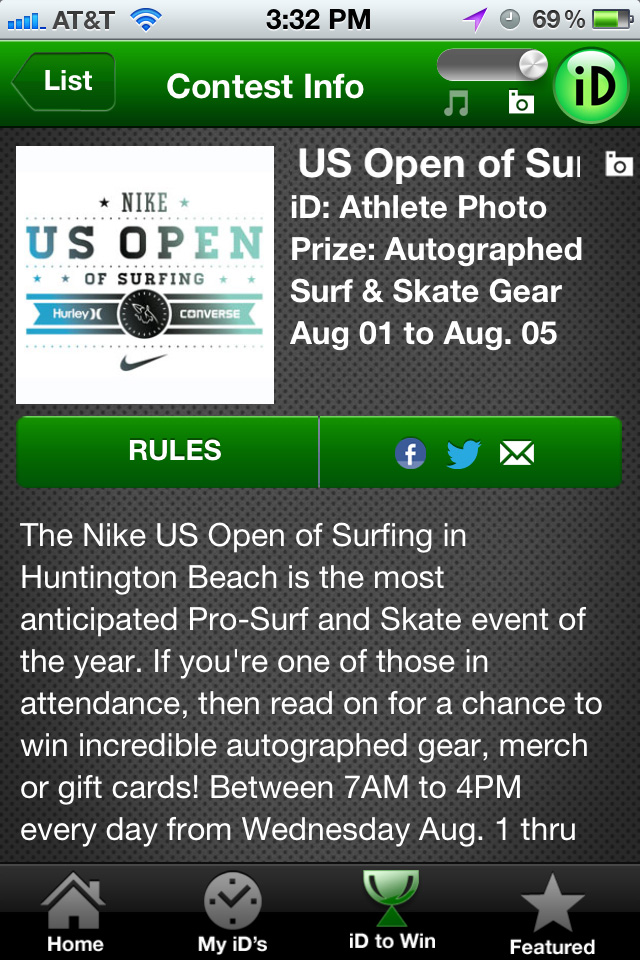 AT&T 3:32 PM 69%
List Contest Info iD
NIKE
US OPEN
OF SURFING
Hurley CONVERSE
US Open of Su
iD: Athlete Photo
Prize: Autographed
Surf & Skate Gear
Aug 01 to Aug. 05
RULES
The Nike US Open of Surfing in
Huntington Beach is the most
anticipated Pro-Surf and Skate event of
the year. If you're one of those in
attendance, then read on for a chance to
win incredible autographed gear, merch
or gift cards! Between 7AM to 4PM
every day from Wednesday Aug. 1 thru
Home My iD's iD to Win Featured